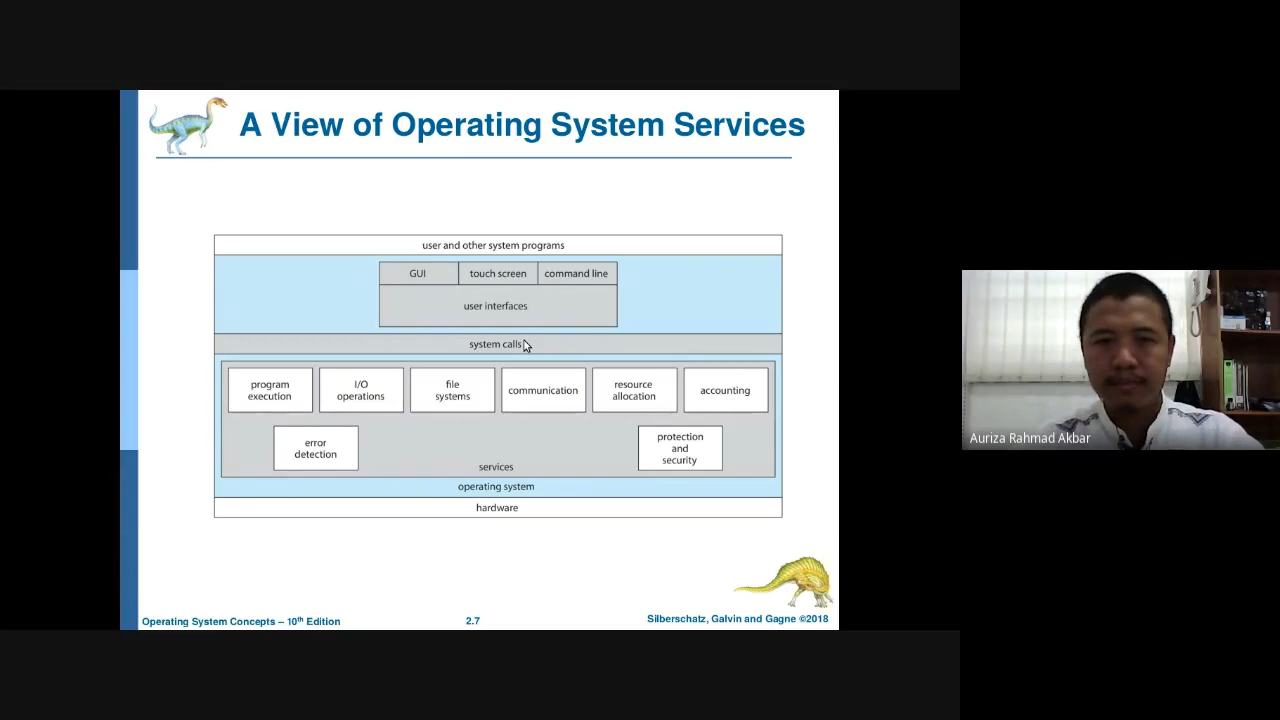 A View of Operating System Services
user and other system programs
GUI
touch screen
command line
user interfaces
system calls
program
execution
I/O
operations
file
systems
communication
resource
allocation
accounting
error
detection
protection
and
security
services
operating system
hardware
Operating System Concepts – 10th Edition
2.7
Silberschatz, Galvin and Gagne ©2018
Auriza Rahmad Akbar